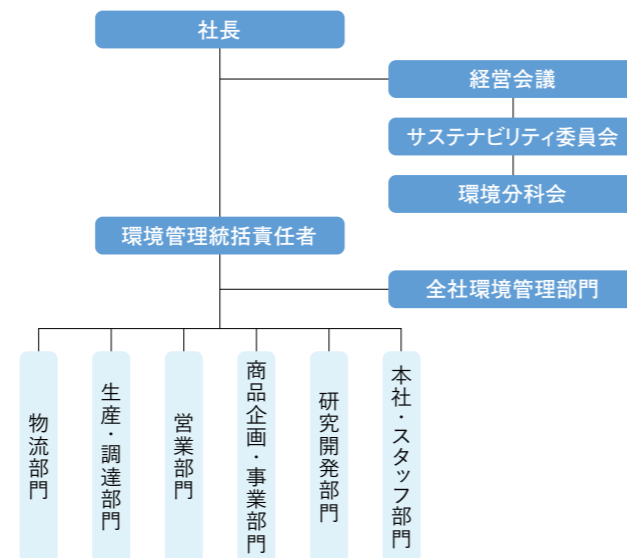 社長
経営会議
サステナビリティ委員会
環境分科会
環境管理統括責任者
全社環境管理部門
物流部門
生産・調達部門
営業部門
商品企画・事業部門
研究開発部門
本社・スタッフ部門